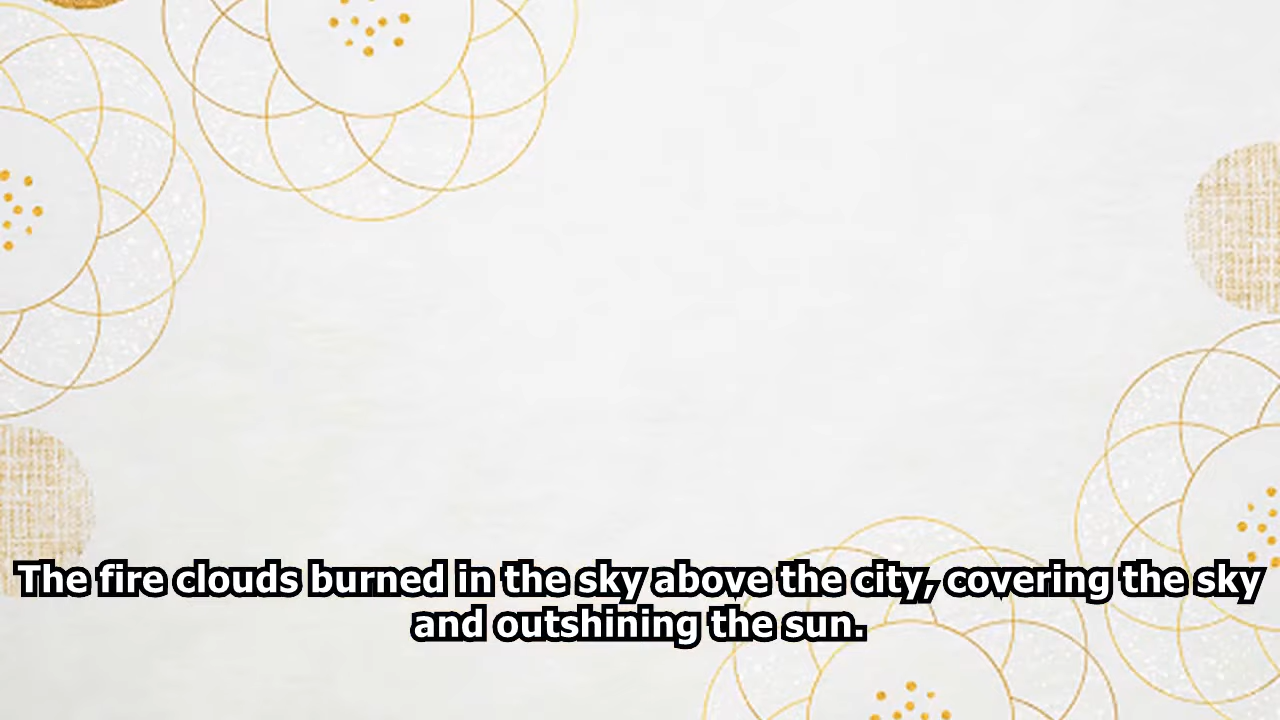 The fire clouds burned in the sky above the city, covering the sky
and outshining the sun.